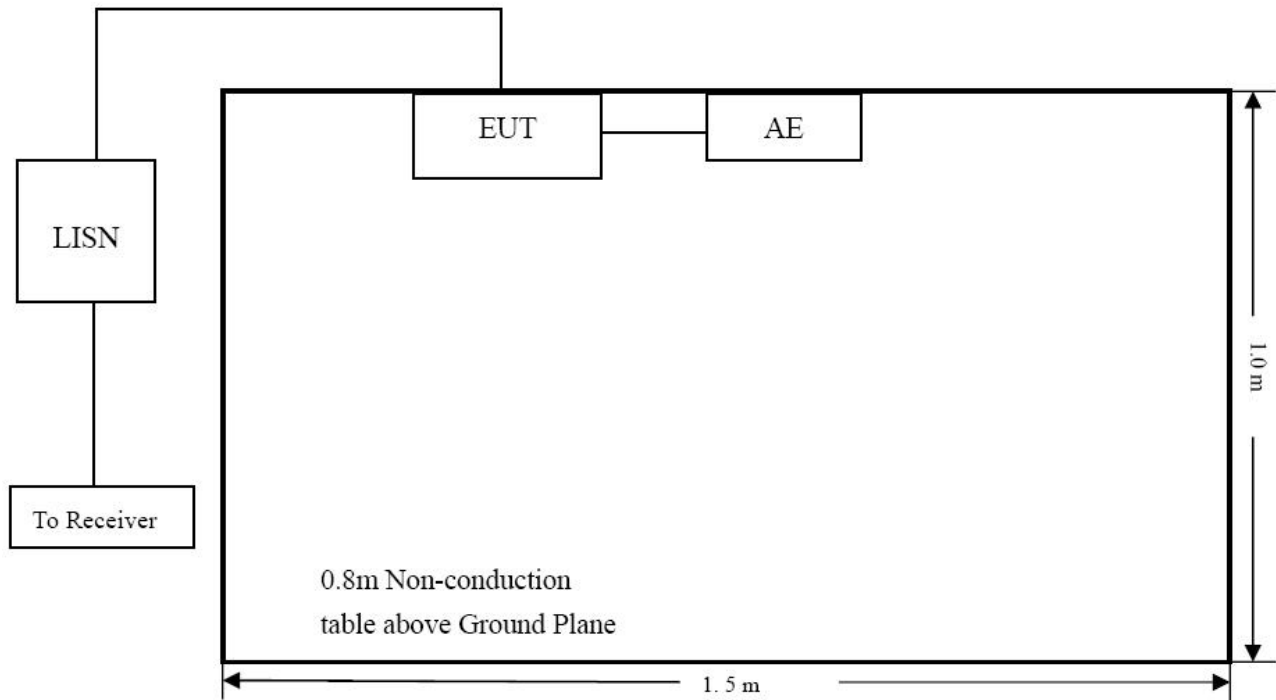 EUT
AE
LISN
1.0 m
To Receiver
0.8m Non-conduction
table above Ground Plane
1. 5 m